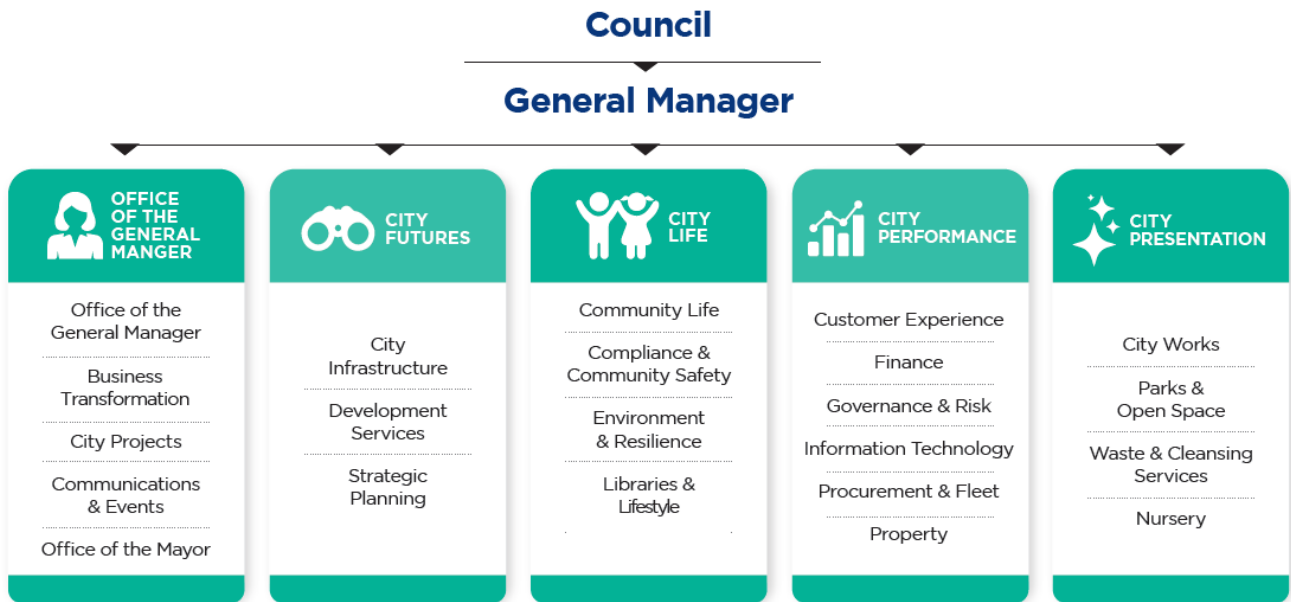 Council
General Manager
OFFICE
OF THE
GENERAL
MANGER
Office of the
General Manager
Business
Transformation
City Projects
Communications
& Events
Office of the Mayor
CITY
FUTURES
City
Infrastructure
Development
Services
Strategic
Planning
CITY
LIFE
Community Life
Compliance &
Community Safety
Environment
& Resilience
Libraries &
Lifestyle
CITY
PERFORMANCE
Customer Experience
Finance
Governance & Risk
Information Technology
Procurement & Fleet
Property
CITY
PRESENTATION
City Works
Parks &
Open Space
Waste & Cleansing
Services
Nursery